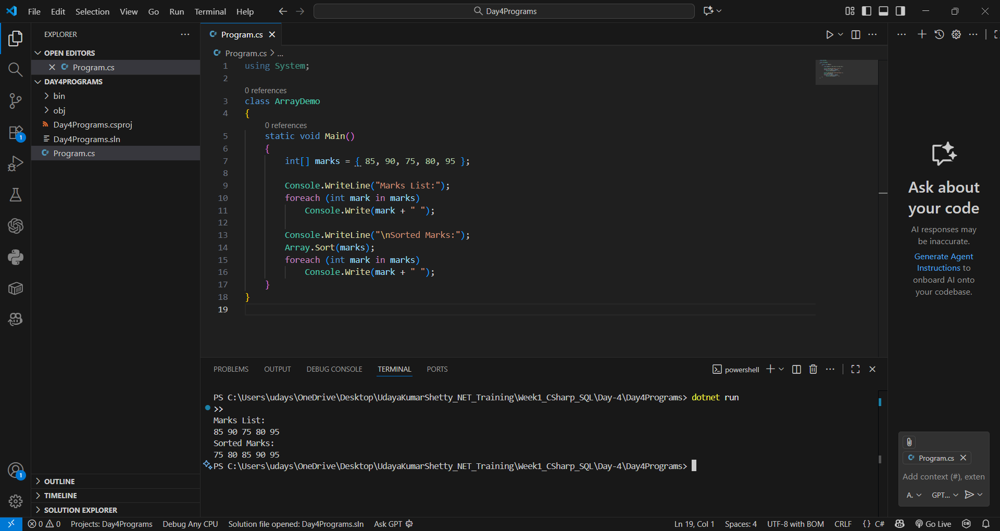 File Edit Selection View Go Run Terminal Help
Day4Programs
EXPLORER
OPEN EDITORS
Program.cs
DAY4PROGRAMS
bin
obj
Day4Programs.csproj
Day4Programs.sln
Program.cs
OUTLINE
TIMELINE
SOLUTION EXPLORER
1
1
Program.cs
Program.cs > ...
1 using System;
2
0 references
3 class ArrayDemo
4 {
0 references
5 static void Main()
6 {
7 int[] marks = { 85, 90, 75, 80, 95 };
8
9 Console.WriteLine("Marks List:");
10 foreach (int mark in marks)
11 Console.Write(mark + " ");
12
13 Console.WriteLine("\nSorted Marks:");
14 Array.Sort(marks);
15 foreach (int mark in marks)
16 Console.Write(mark + " ");
17 }
18 }
19
PROBLEMS OUTPUT DEBUG CONSOLE TERMINAL PORTS
powershell
PS C:\Users\udays\OneDrive\Desktop\UdayaKumarShetty_NET_Training\Week1_CSharp_SQL\Day-4\Day4Programs> dotnet run
>>
Marks List:
85 90 75 80 95
Sorted Marks:
75 80 85 90 95
PS C:\Users\udays\OneDrive\Desktop\UdayaKumarShetty_NET_Training\Week1_CSharp_SQL\Day-4\Day4Programs>
Ask about
your code
AI responses may
be inaccurate.
Generate Agent
Instructions to
onboard AI onto
your codebase.
Program.cs
Add context (#), exten
A. GPT...
0 0 Projects: Day4Programs Debug Any CPU Solution file opened: Day4Programs.sln Ask GPT
Ln 19, Col 1 Spaces: 4 UTF-8 with BOM CRLF {} C# Go Live